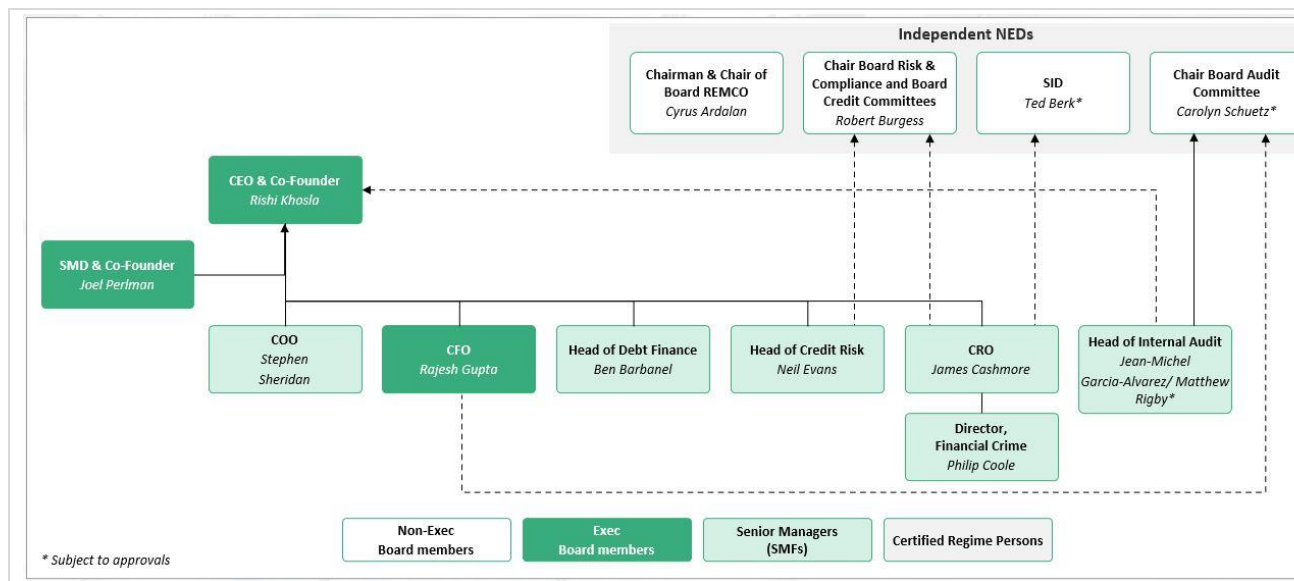 Independent NEDs
Chairman & Chair of
Board REMCO
Cyrus Ardalan
Chair Board Risk &
Compliance and Board
Credit Committees
Robert Burgess
SID
Ted Berk*
Chair Board Audit
Committee
Carolyn Schuetz*
CEO & Co-Founder
Rishi Khosla
SMD & Co-Founder
Joel Perlman
COO
Stephen
Sheridan
CFO
Rajesh Gupta
Head of Debt Finance
Ben Barbanel
Head of Credit Risk
Neil Evans
CRO
James Cashmore
Head of Internal Audit
Jean-Michel
Garcia-Alvarez/ Matthew
Rigby*
Director,
Financial Crime
Philip Coole
Non-Exec
Board members
Exec
Board members
Senior Managers
(SMFs)
Certified Regime Persons
* Subject to approvals